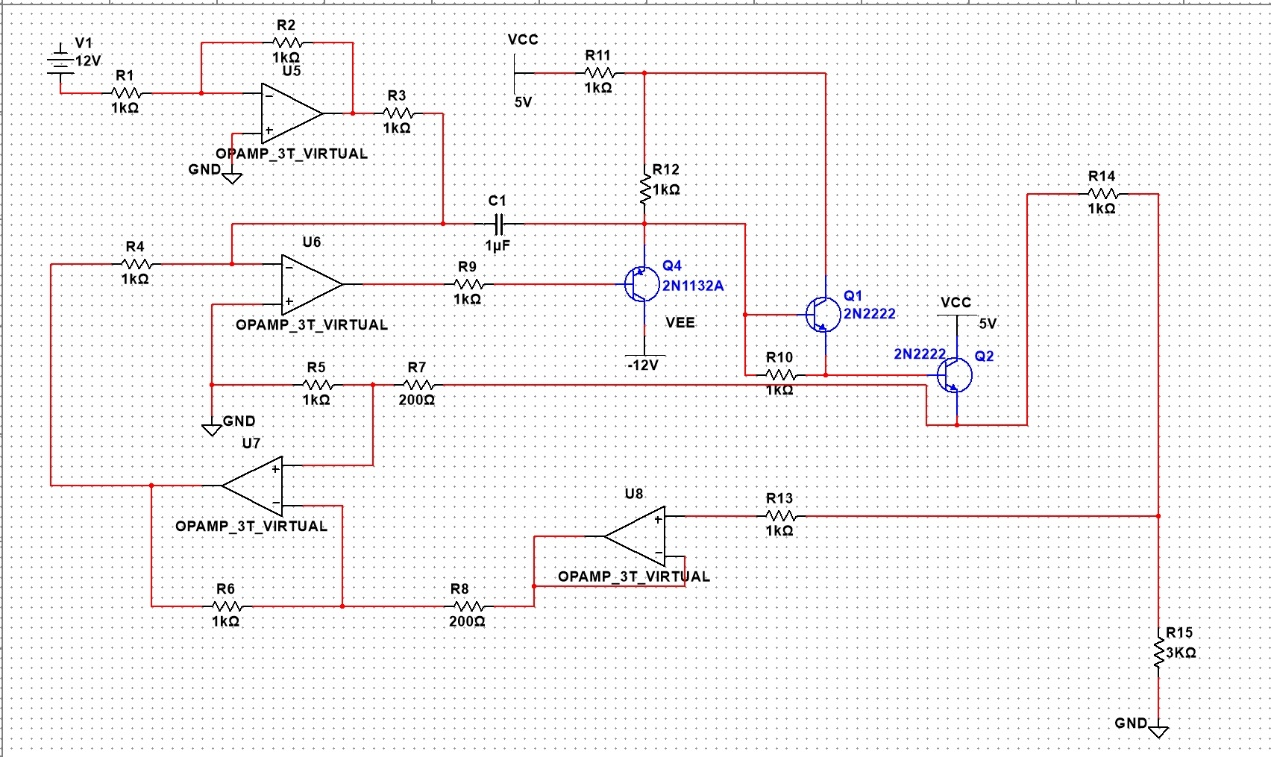 V1
12V
R1
1kΩ
R2
1kΩ
U5
OPAMP_3T_VIRTUAL
GND
R3
1kΩ
VCC
5V
R11
1kΩ
R12
1kΩ
C1
1µF
R4
1kΩ
U6
OPAMP_3T_VIRTUAL
R9
1kΩ
Q4
2N1132A
VEE
-12V
Q1
2N2222
R10
1kΩ
VCC
5V
2N2222
Q2
R14
1kΩ
R5
1kΩ
R7
200Ω
GND
U7
OPAMP_3T_VIRTUAL
R6
1kΩ
R8
200Ω
U8
OPAMP_3T_VIRTUAL
R13
1kΩ
R15
3KΩ
GND